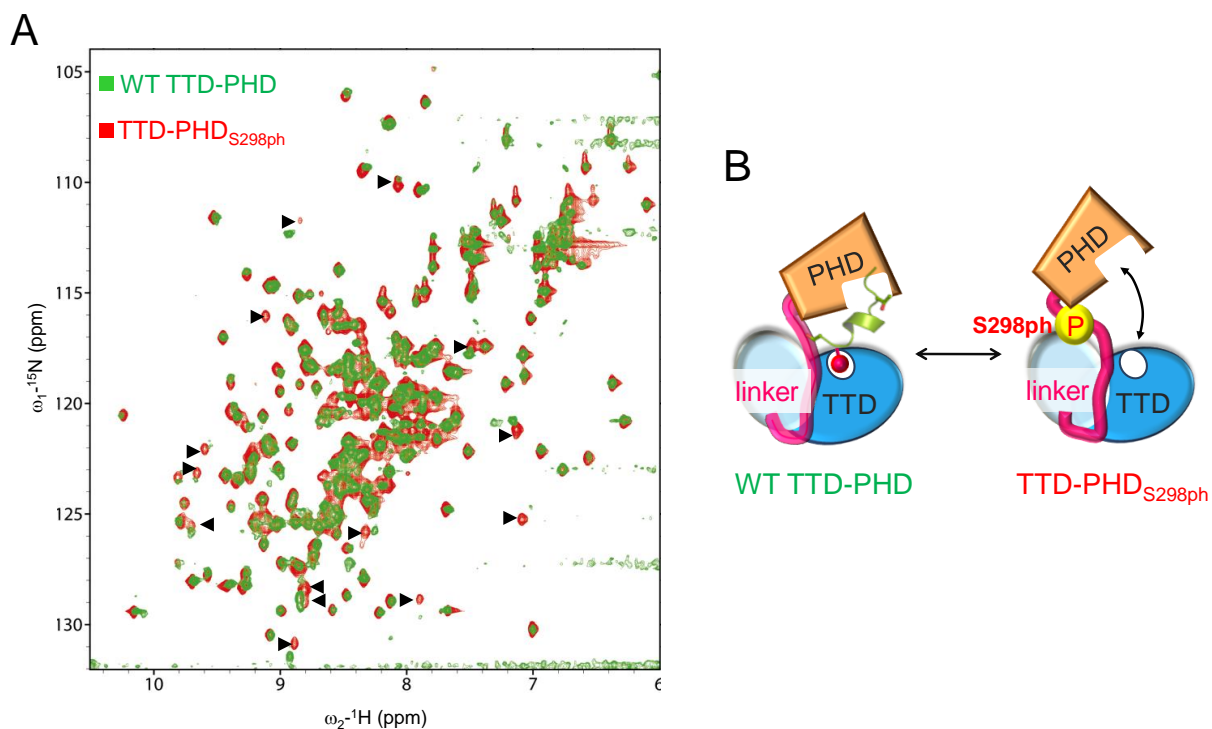 A
WT TTD-PHD
TTD-PHDS298ph
105
110
115
120
125
130
ω1-15N (ppm)
10
9
8
7
6
ω2-1H (ppm)
B
PHD
linker
TTD
WT TTD-PHD
PHD
S298ph
P
linker
TTD
TTD-PHDS298ph